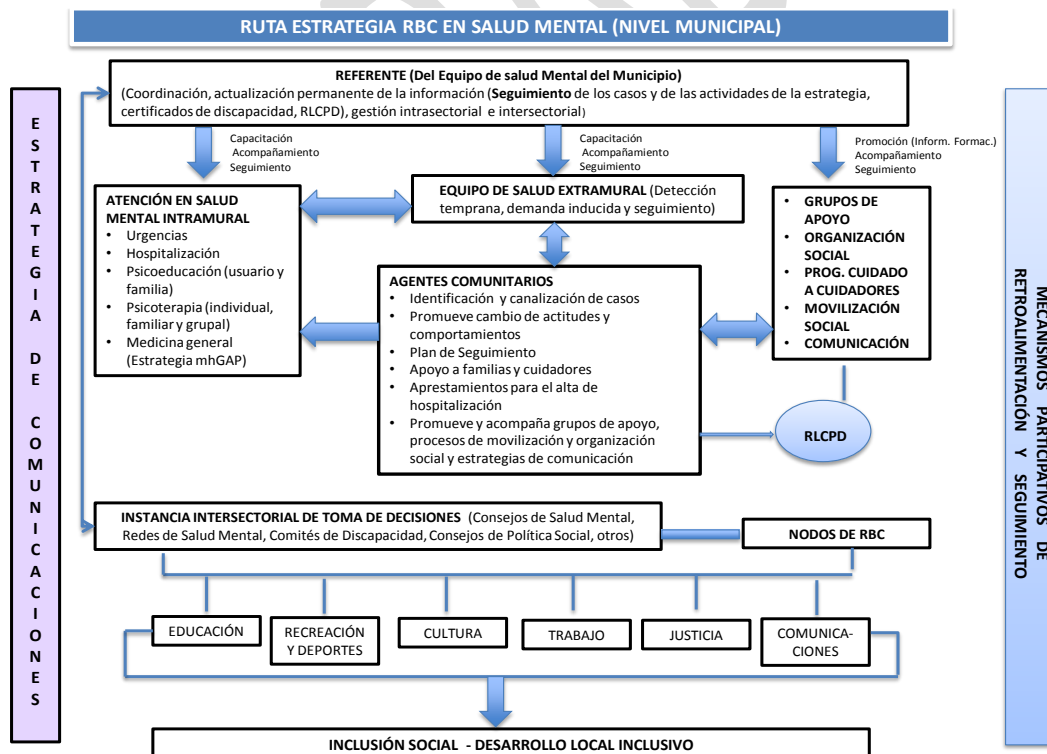 RUTA ESTRATEGIA RBC EN SALUD MENTAL (NIVEL MUNICIPAL)
REFERENTE (Del Equipo de salud Mental del Municipio)
(Coordinación, actualización permanente de la información (Seguimiento de los casos y de las actividades de la estrategia,
certificados de discapacidad, RLCPD), gestión intrasectorial e intersectorial)
ESTRATEGIA DE COMUNICACIONES
Capacitación
Acompañamiento
Seguimiento
Capacitación
Acompañamiento
Seguimiento
Promoción (Inform. Formac.)
Acompañamiento
Seguimiento
ATENCIÓN EN SALUD
MENTAL INTRAMURAL
• Urgencias
• Hospitalización
• Psicoeducación (usuario y
familia)
• Psicoterapia (individual,
familiar y grupal)
• Medicina general
(Estrategia mhGAP)
EQUIPO DE SALUD EXTRAMURAL (Detección
temprana, demanda inducida y seguimiento)
• GRUPOS DE
APOYO
• ORGANIZACIÓN
SOCIAL
• PROG. CUIDADO
A CUIDADORES
• MOVILIZACIÓN
SOCIAL
• COMUNICACIÓN
AGENTES COMUNITARIOS
• Identificación y canalización de casos
• Promueve cambio de actitudes y
comportamientos
• Plan de Seguimiento
• Apoyo a familias y cuidadores
• Aprestamientos para el alta de
hospitalización
• Promueve y acompaña grupos de apoyo,
procesos de movilización y organización
social y estrategias de comunicación
RLCPD
MECANISMOS PARTICIPATIVOS DE
RETROALIMENTACIÓN Y SEGUIMIENTO
INSTANCIA INTERSECTORIAL DE TOMA DE DECISIONES (Consejos de Salud Mental,
Redes de Salud Mental, Comités de Discapacidad, Consejos de Política Social, otros)
NODOS DE RBC
EDUCACIÓN
RECREACIÓN
Y DEPORTES
CULTURA
TRABAJO
JUSTICIA
COMUNICA-
CIONES
INCLUSIÓN SOCIAL - DESARROLLO LOCAL INCLUSIVO